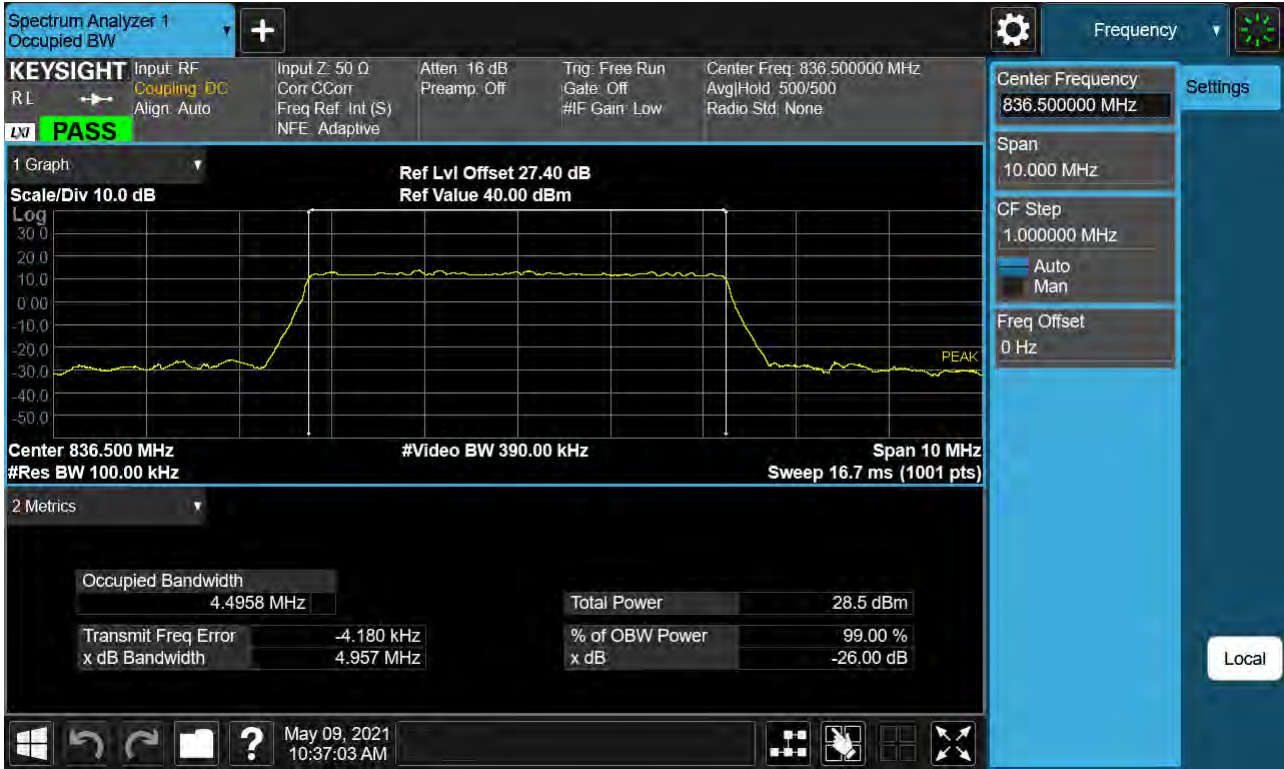 Spectrum Analyzer 1
Occupied BW
Frequency
KEYSIGHT
R L
LXI
PASS
Input: RF
Coupling: DC
Align: Auto
Input Z: 50 Ω
Corr CCorr
Freq Ref: Int (S)
NFE: Adaptive
Atten: 16 dB
Preamp: Off
Trig: Free Run
Gate: Off
#IF Gain: Low
Center Freq: 836.500000 MHz
Avg|Hold: 500/500
Radio Std: None
Center Frequency
836.500000 MHz
Settings
Span
10.000 MHz
CF Step
1.000000 MHz
Auto
Man
Freq Offset
0 Hz
Local
1 Graph
Scale/Div 10.0 dB
Ref Lvl Offset 27.40 dB
Ref Value 40.00 dBm
Log
30.0
20.0
10.0
0.00
-10.0
-20.0
-30.0
-40.0
-50.0
PEAK
Center 836.500 MHz
#Video BW 390.00 kHz
Span 10 MHz
#Res BW 100.00 kHz
Sweep 16.7 ms (1001 pts)
2 Metrics
Occupied Bandwidth
4.4958 MHz
Total Power 28.5 dBm
Transmit Freq Error -4.180 kHz
% of OBW Power 99.00 %
x dB Bandwidth 4.957 MHz
x dB -26.00 dB
?
May 09, 2021
10:37:03 AM